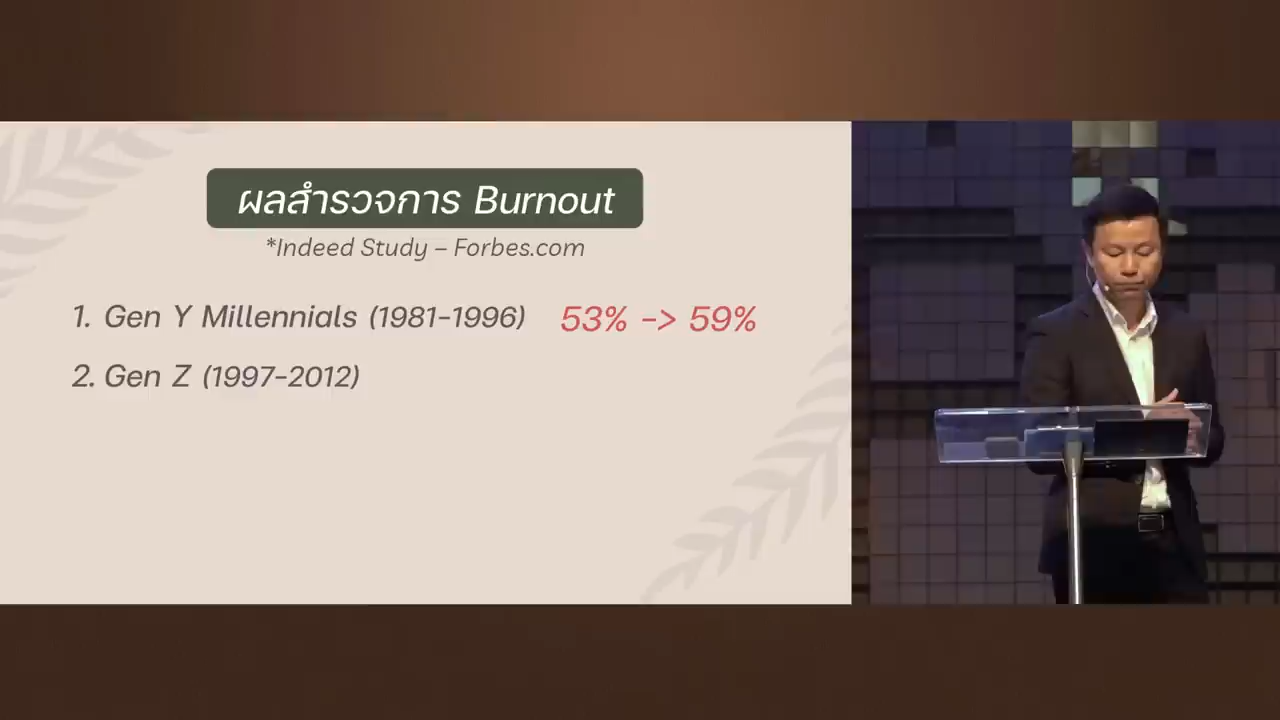 ผลสำรวจการ Burnout
*Indeed Study – Forbes.com
1. Gen Y Millennials (1981-1996) 53% -> 59%
2. Gen Z (1997-2012)